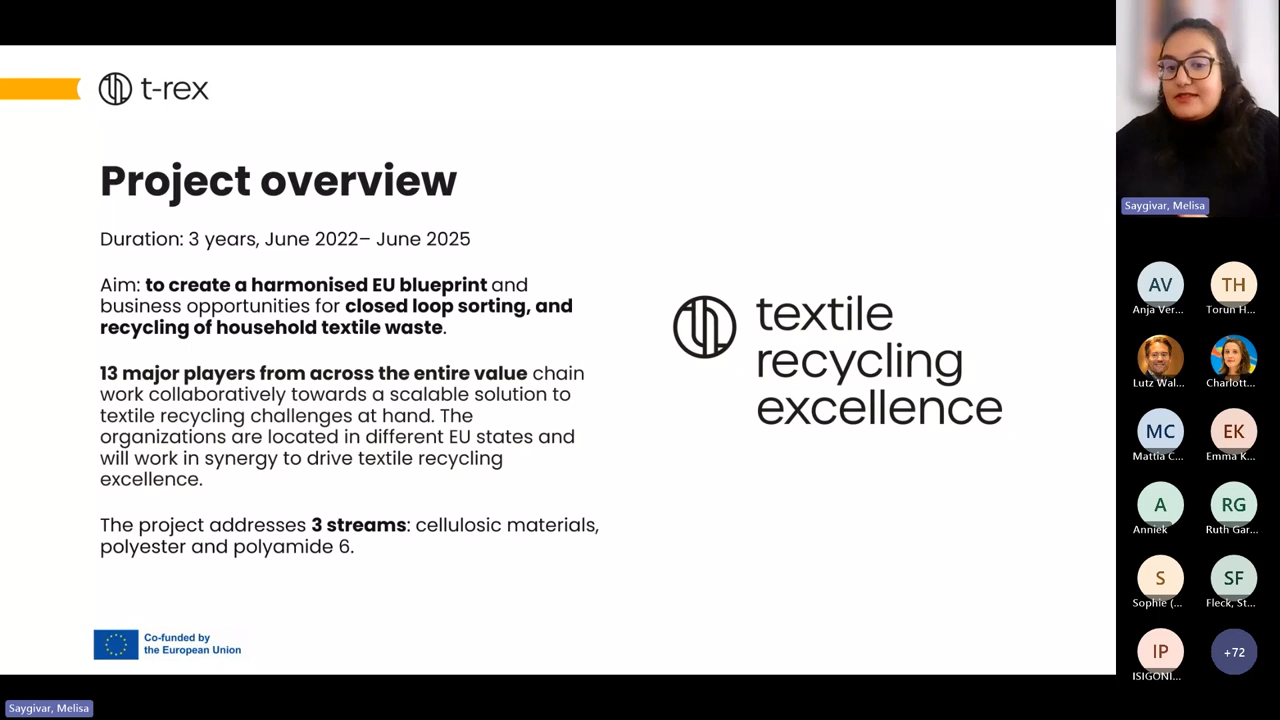 t-rex
Project overview
Duration: 3 years, June 2022– June 2025
Aim: to create a harmonised EU blueprint and
business opportunities for closed loop sorting, and
recycling of household textile waste.
13 major players from across the entire value chain
work collaboratively towards a scalable solution to
textile recycling challenges at hand. The
organizations are located in different EU states and
will work in synergy to drive textile recycling
excellence.
The project addresses 3 streams: cellulosic materials,
polyester and polyamide 6.
textile
recycling
excellence
Co-funded by
the European Union
Saygivar, Melisa
Saygivar, Melisa
AV
Anja Ver...
TH
Torun H...
Lutz Wal...
Charlott...
MC
Mattia C...
EK
Emma K...
A
Anniek
RG
Ruth Gar...
S
Sophie (...
SF
Fleck, St...
IP
ISIGONI...
+72